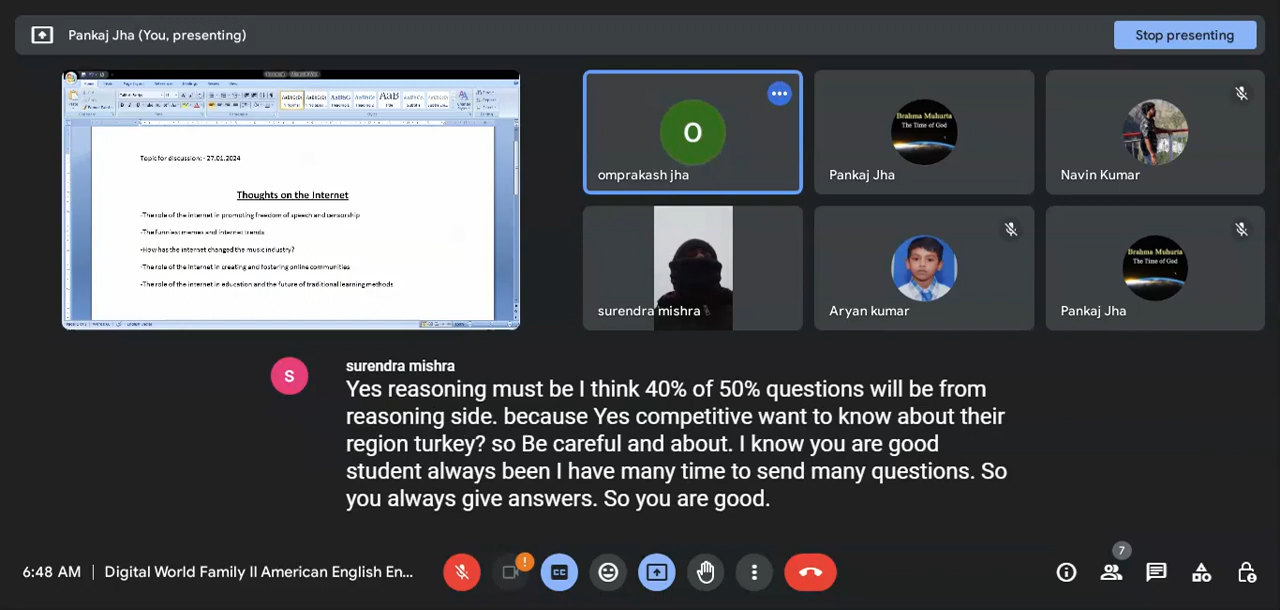 Pankaj Jha (You, presenting)
Stop presenting
Topic for discussion: - 27.01.2024
Thoughts on the Internet
-The role of the internet in promoting freedom of speech and censorship
-The funniest memes and internet trends
-How has the internet changed the music industry?
-The role of the internet in creating and fostering online communities
-The role of the internet in education and the future of traditional learning methods
O
omprakash jha
Brahma Muhurta
The Time of God
Pankaj Jha
Navin Kumar
surendra mishra
Aryan kumar
Brahma Muhurta
The Time of God
Pankaj Jha
S
surendra mishra
Yes reasoning must be I think 40% of 50% questions will be from
reasoning side. because Yes competitive want to know about their
region turkey? so Be careful and about. I know you are good
student always been I have many time to send many questions. So
you always give answers. So you are good.
6:48 AM | Digital World Family II American English En...
CC
7